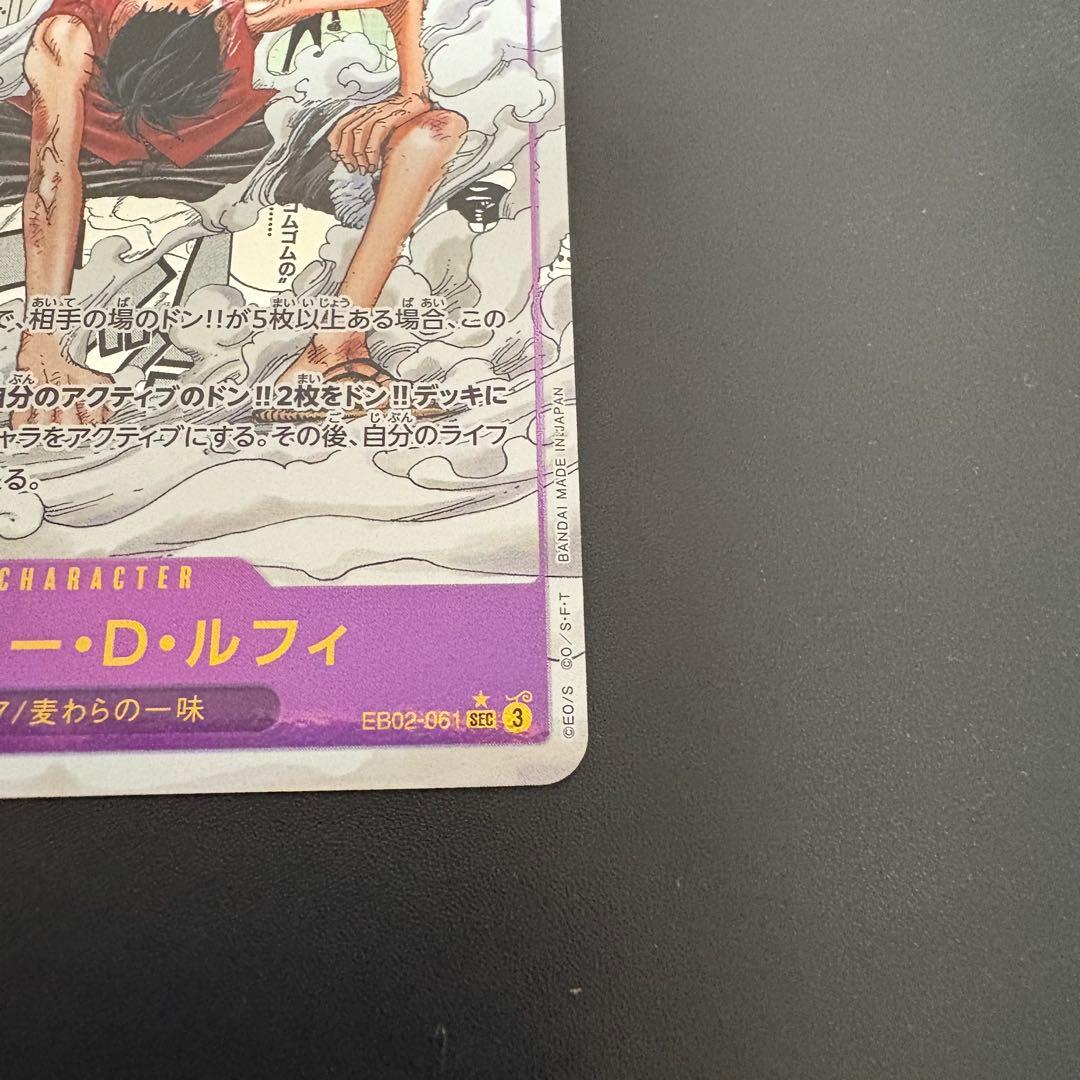 ゴムゴムの〃
……
で、相手の場のドン!!が5枚以上ある場合、この
自分のアクティブのドン!!2枚をドン!!デッキに
ャラをアクティブにする。その後、自分のライフ
る。
BANDAI MADE IN JAPAN
CHARACTER
ー・D・ルフィ
7/麦わらの一味
EB02-061 SEC 3
©EO/S ©O/S・F・T